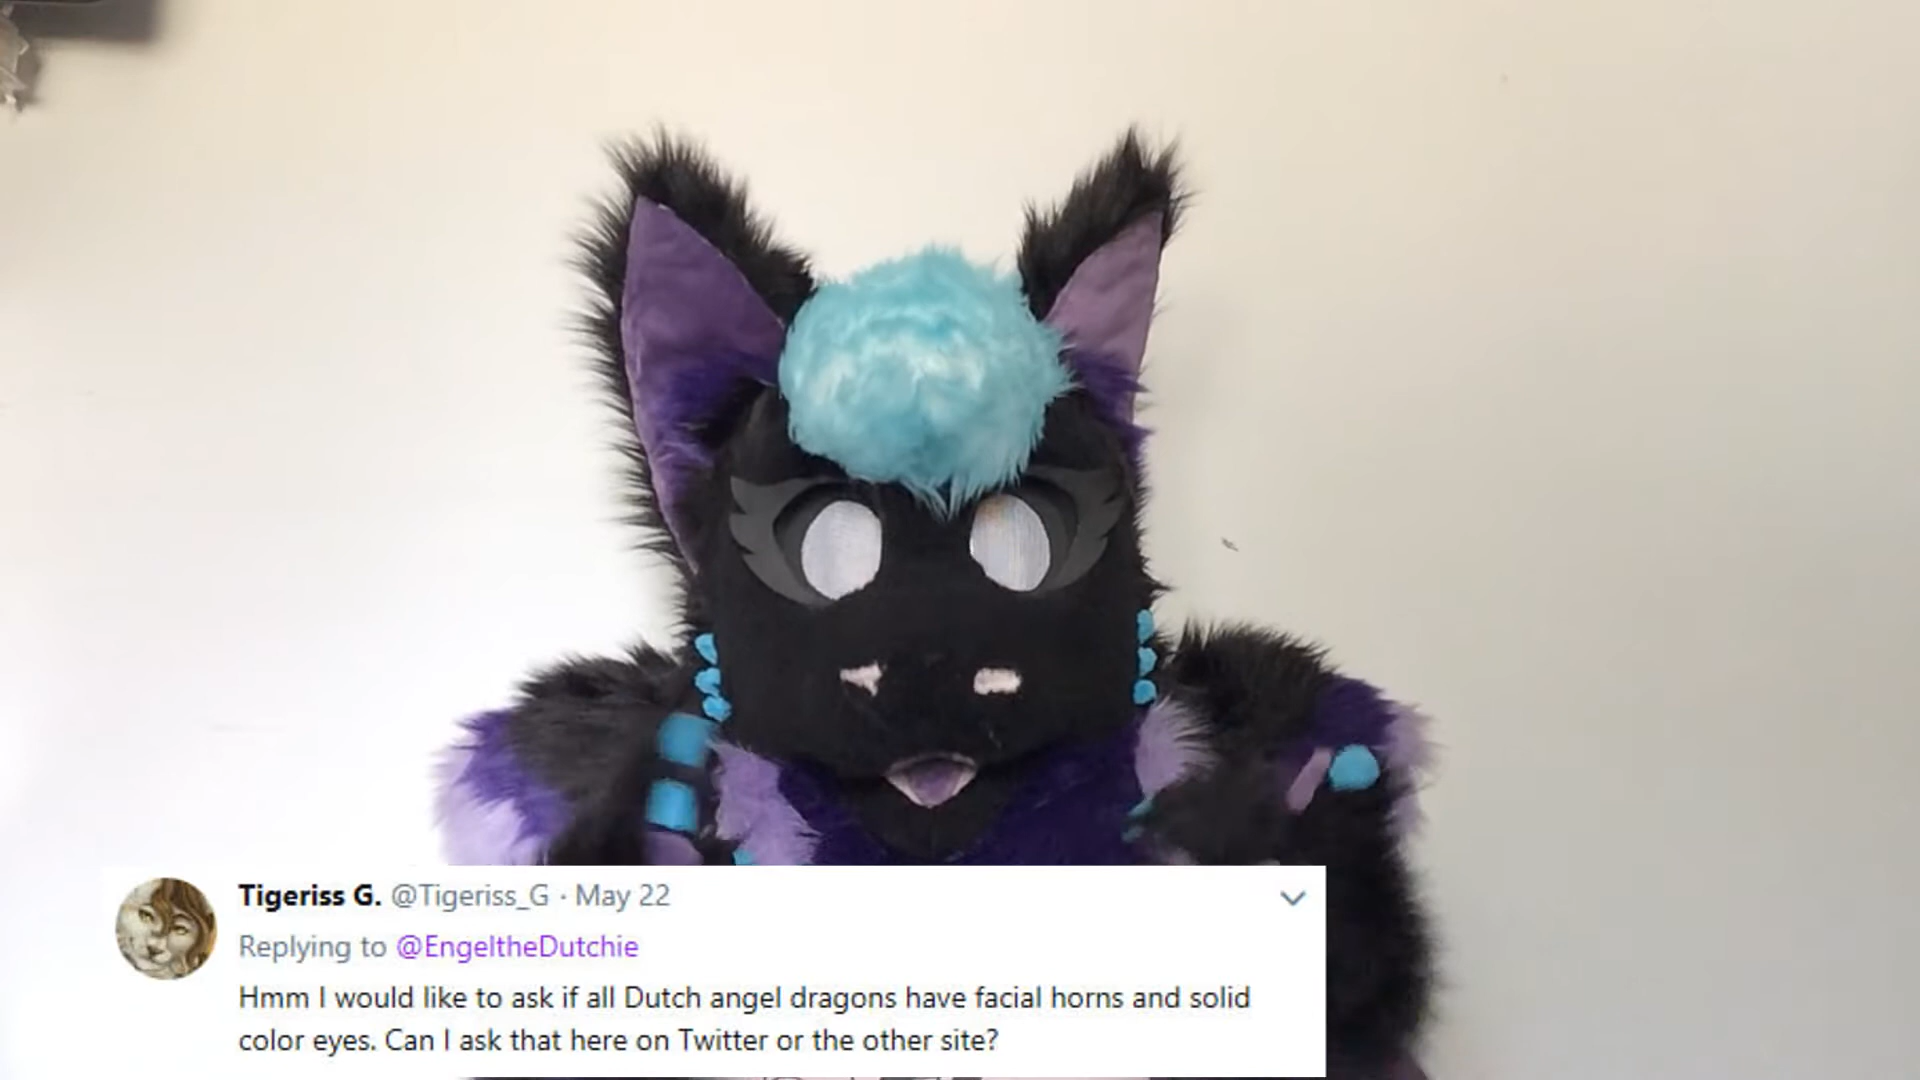 Tigeriss G. @Tigeriss_G · May 22
Replying to @EngeltheDutchie
Hmm I would like to ask if all Dutch angel dragons have facial horns and solid
color eyes. Can I ask that here on Twitter or the other site?